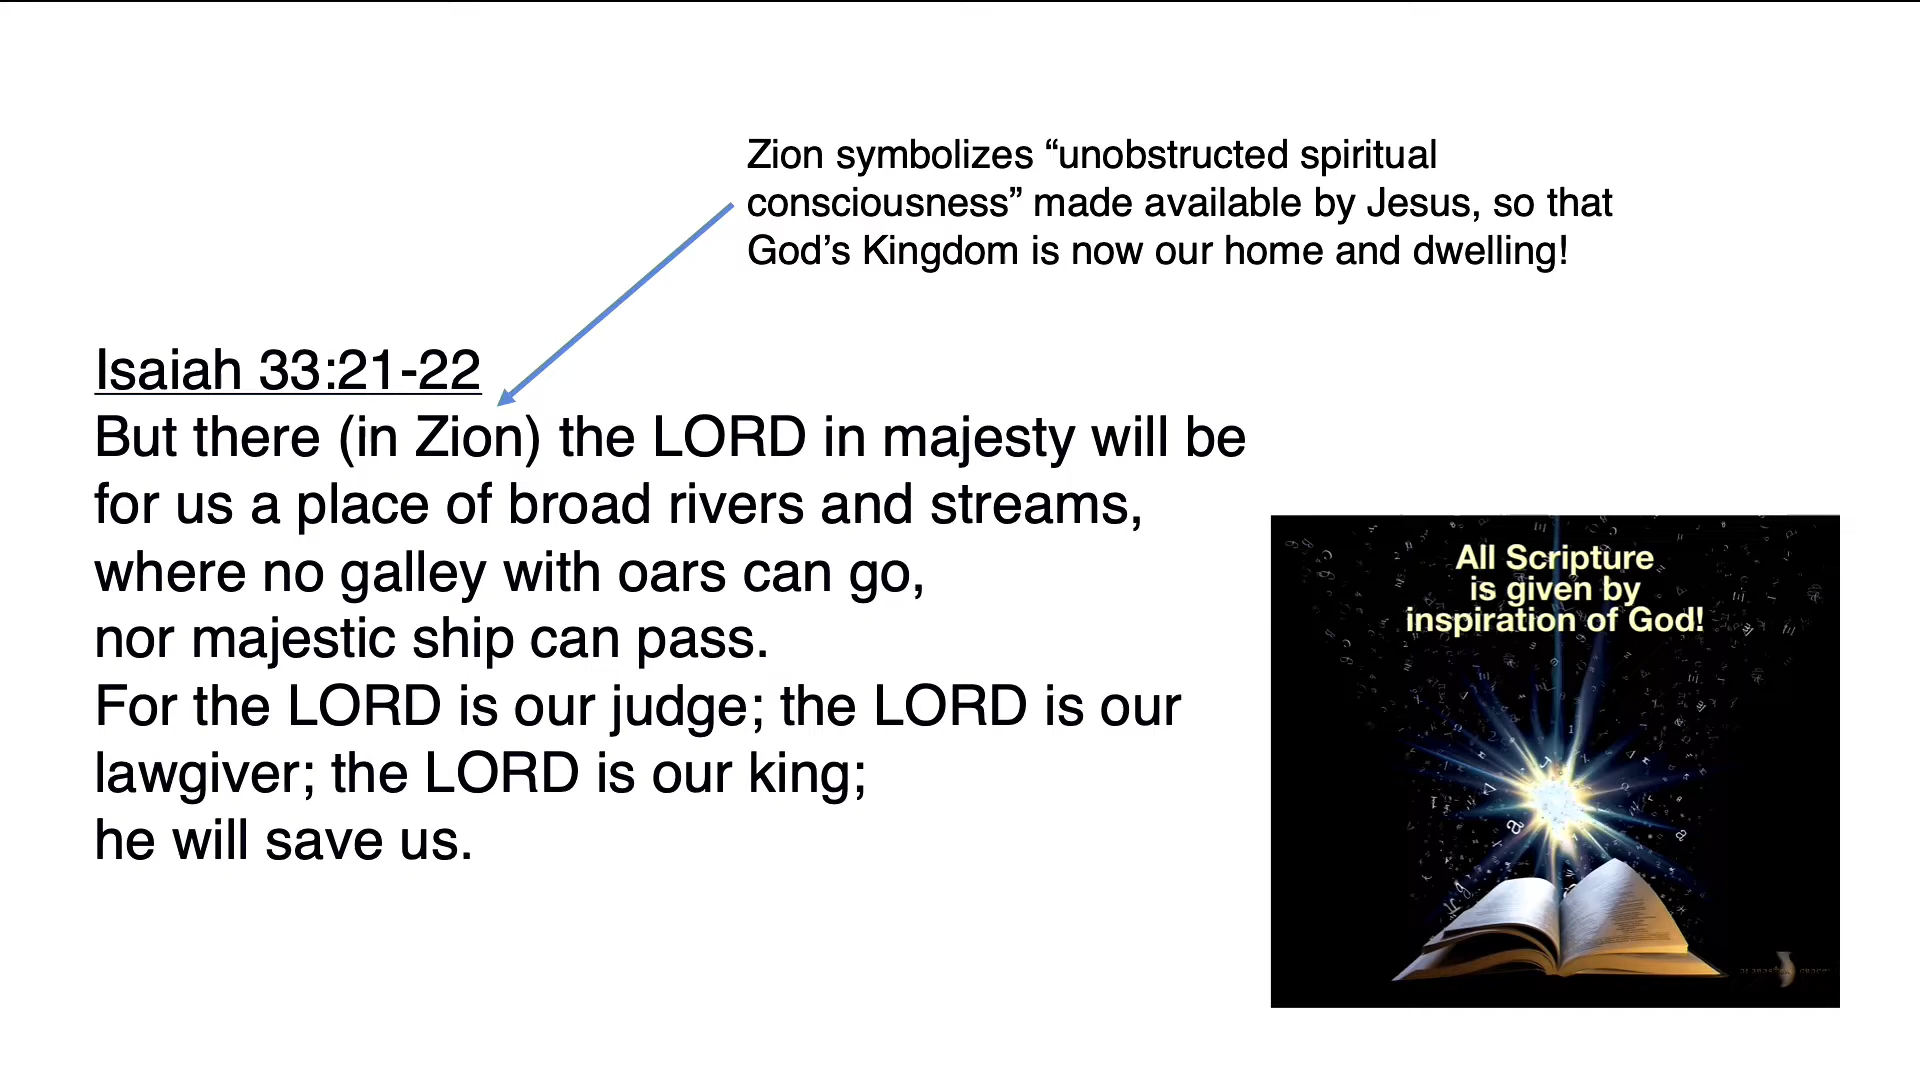 Zion symbolizes “unobstructed spiritual
consciousness” made available by Jesus, so that
God’s Kingdom is now our home and dwelling!
Isaiah 33:21-22
But there (in Zion) the LORD in majesty will be
for us a place of broad rivers and streams,
where no galley with oars can go,
nor majestic ship can pass.
For the LORD is our judge; the LORD is our
lawgiver; the LORD is our king;
he will save us.
All Scripture
is given by
inspiration of God!